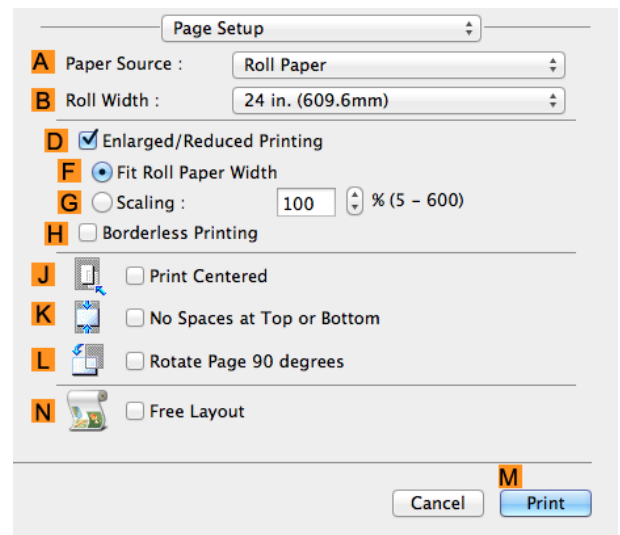 Page Setup
A Paper Source : Roll Paper
B Roll Width : 24 in. (609.6mm)
D Enlarged/Reduced Printing
F Fit Roll Paper Width
G Scaling : 100 % (5 – 600)
H Borderless Printing
J Print Centered
K No Spaces at Top or Bottom
L Rotate Page 90 degrees
N Free Layout
M
Cancel Print